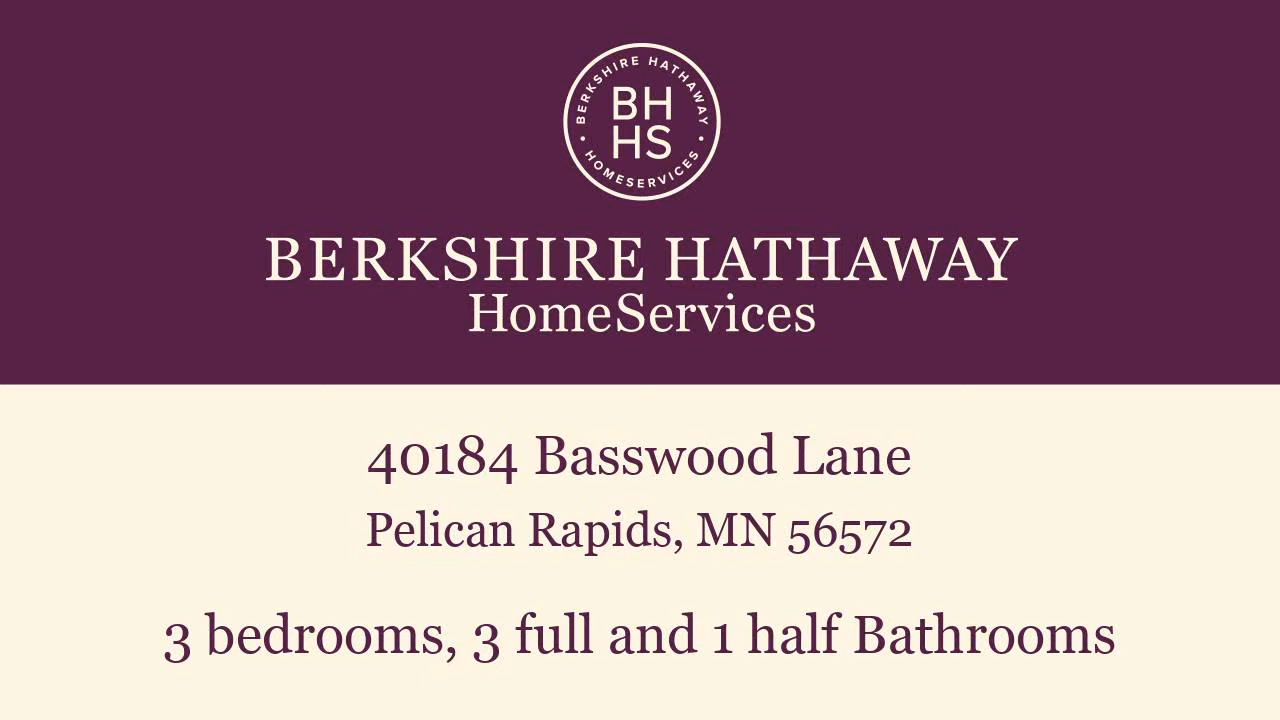 BERKSHIRE HATHAWAY
BH
HS
HOMESERVICES
BERKSHIRE HATHAWAY
HomeServices
40184 Basswood Lane
Pelican Rapids, MN 56572
3 bedrooms, 3 full and 1 half Bathrooms